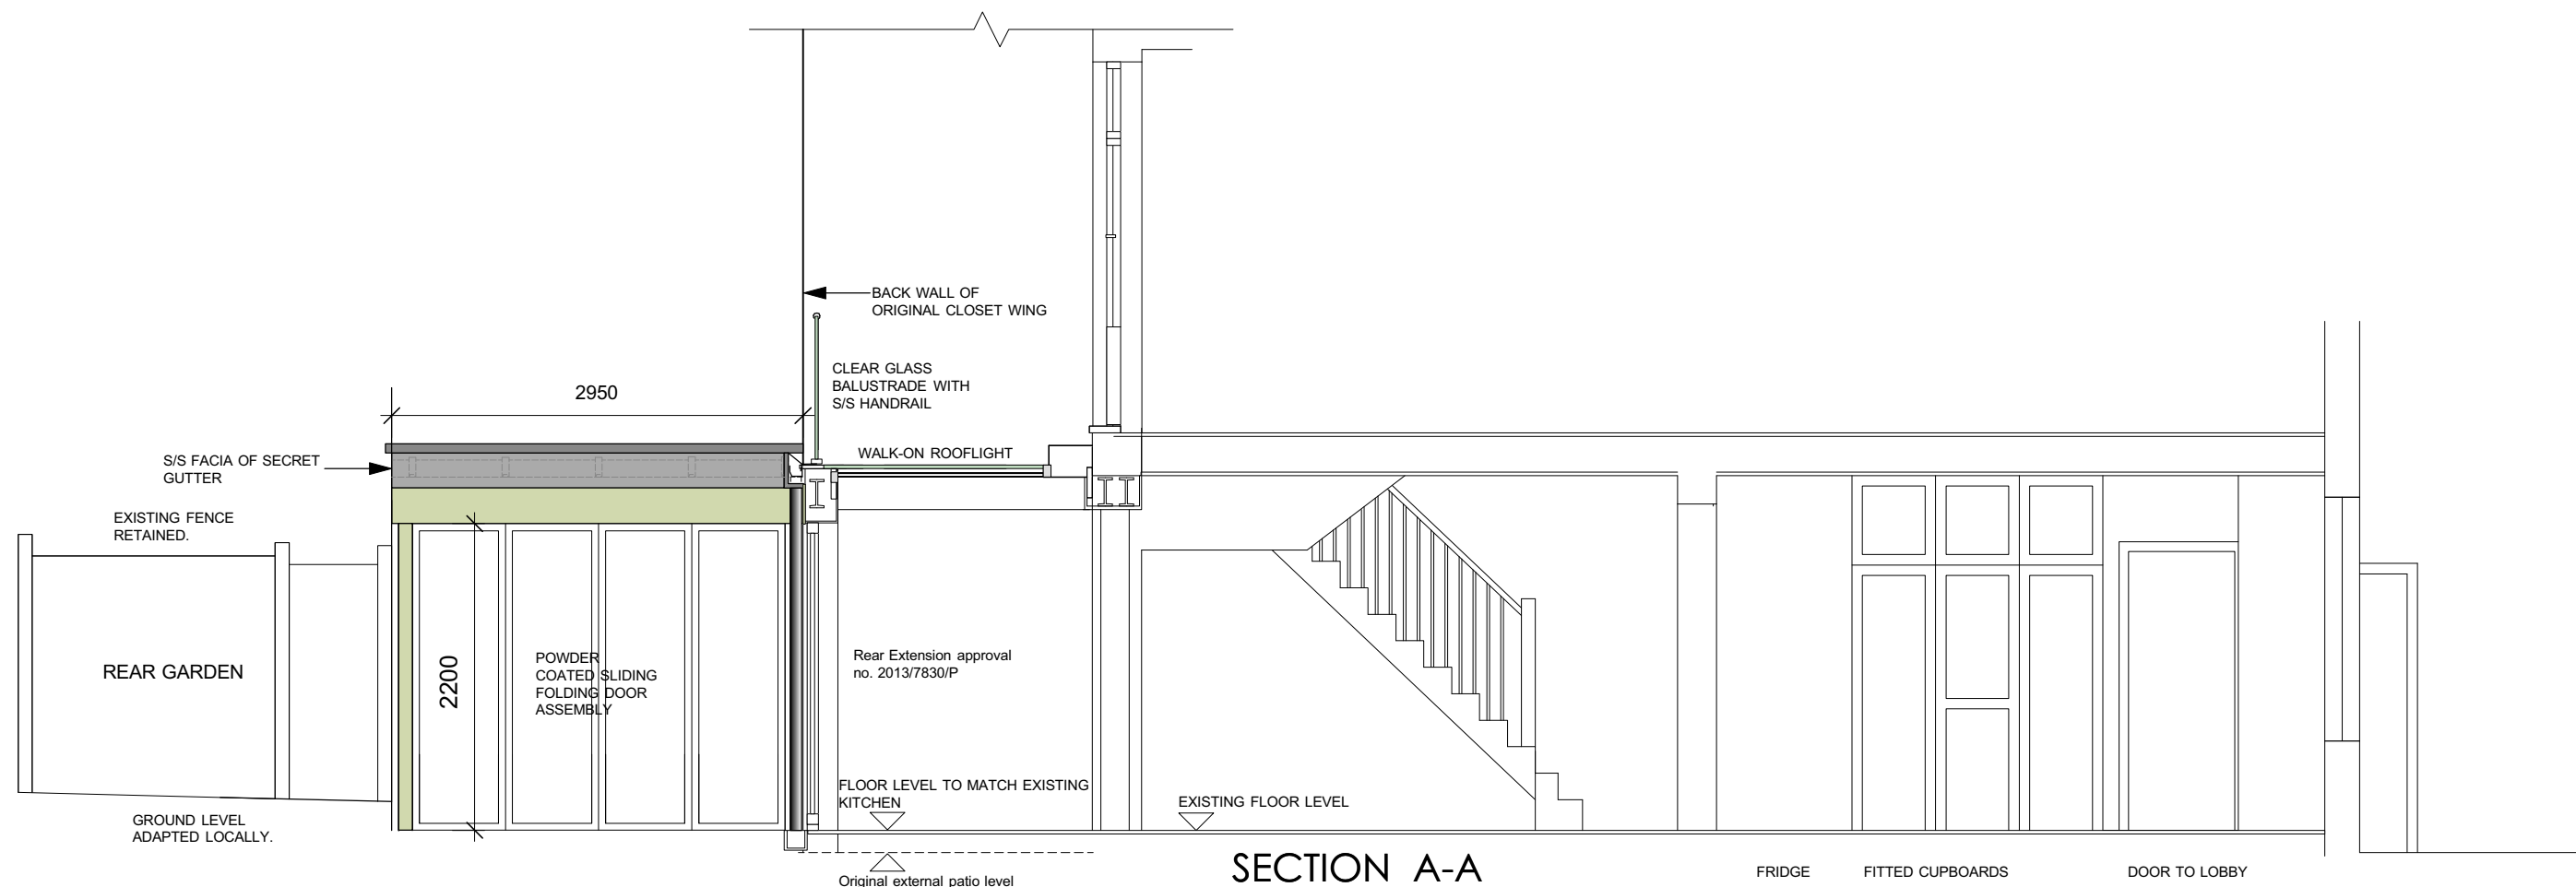 BACK WALL OF
ORIGINAL CLOSET WING
CLEAR GLASS
BALUSTRADE WITH
S/S HANDRAIL
2950
WALK-ON ROOFLIGHT
S/S FACIA OF SECRET
GUTTER
EXISTING FENCE
RETAINED.
REAR GARDEN
2200
POWDER
COATED SLIDING
FOLDING DOOR
ASSEMBLY
Rear Extension approval
no. 2013/7830/P
FLOOR LEVEL TO MATCH EXISTING
KITCHEN
EXISTING FLOOR LEVEL
GROUND LEVEL
ADAPTED LOCALLY.
Original external patio level
SECTION A-A
FRIDGE
FITTED CUPBOARDS
DOOR TO LOBBY